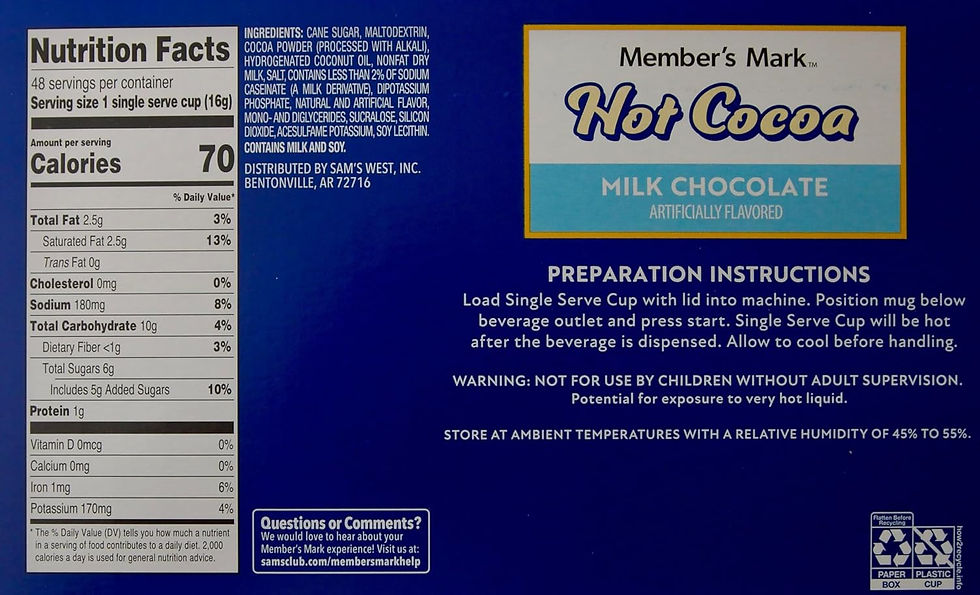 Nutrition Facts
48 servings per container
Serving size 1 single serve cup (16g)
Amount per serving
Calories 70
% Daily Value*
Total Fat 2.5g 3%
Saturated Fat 2.5g 13%
Trans Fat 0g
Cholesterol 0mg 0%
Sodium 180mg 8%
Total Carbohydrate 10g 4%
Dietary Fiber <1g 3%
Total Sugars 6g
Includes 5g Added Sugars 10%
Protein 1g
Vitamin D 0mcg 0%
Calcium 0mg 0%
Iron 1mg 6%
Potassium 170mg 4%
* The % Daily Value (DV) tells you how much a nutrient
in a serving of food contributes to a daily diet. 2,000
calories a day is used for general nutrition advice.
INGREDIENTS: CANE SUGAR, MALTODEXTRIN,
COCOA POWDER (PROCESSED WITH ALKALI),
HYDROGENATED COCONUT OIL, NONFAT DRY
MILK, SALT, CONTAINS LESS THAN 2% OF SODIUM
CASEINATE (A MILK DERIVATIVE), DIPOTASSIUM
PHOSPHATE, NATURAL AND ARTIFICIAL FLAVOR,
MONO- AND DIGLYCERIDES, SUCRALOSE, SILICON
DIOXIDE, ACESULFAME POTASSIUM, SOY LECITHIN.
CONTAINS MILK AND SOY.
DISTRIBUTED BY SAM'S WEST, INC.
BENTONVILLE, AR 72716
Questions or Comments?
We would love to hear about your
Member's Mark experience! Visit us at:
samsclub.com/membersmarkhelp
Member's Mark™
Hot Cocoa
MILK CHOCOLATE
ARTIFICIALLY FLAVORED
PREPARATION INSTRUCTIONS
Load Single Serve Cup with lid into machine. Position mug below
beverage outlet and press start. Single Serve Cup will be hot
after the beverage is dispensed. Allow to cool before handling.
WARNING: NOT FOR USE BY CHILDREN WITHOUT ADULT SUPERVISION.
Potential for exposure to very hot liquid.
STORE AT AMBIENT TEMPERATURES WITH A RELATIVE HUMIDITY OF 45% TO 55%.
Flatten Before
Recycling
PAPER PLASTIC
BOX CUP
how2recycle.info